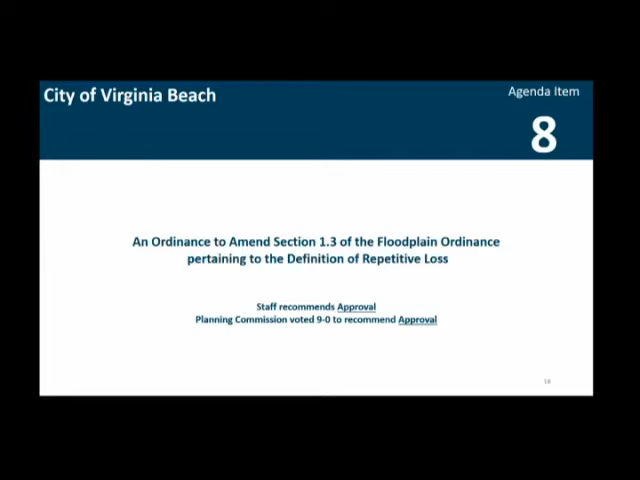 City of Virginia Beach
Agenda Item
8
An Ordinance to Amend Section 1.3 of the Floodplain Ordinance
pertaining to the Definition of Repetitive Loss
Staff recommends Approval
Planning Commission voted 9-0 to recommend Approval